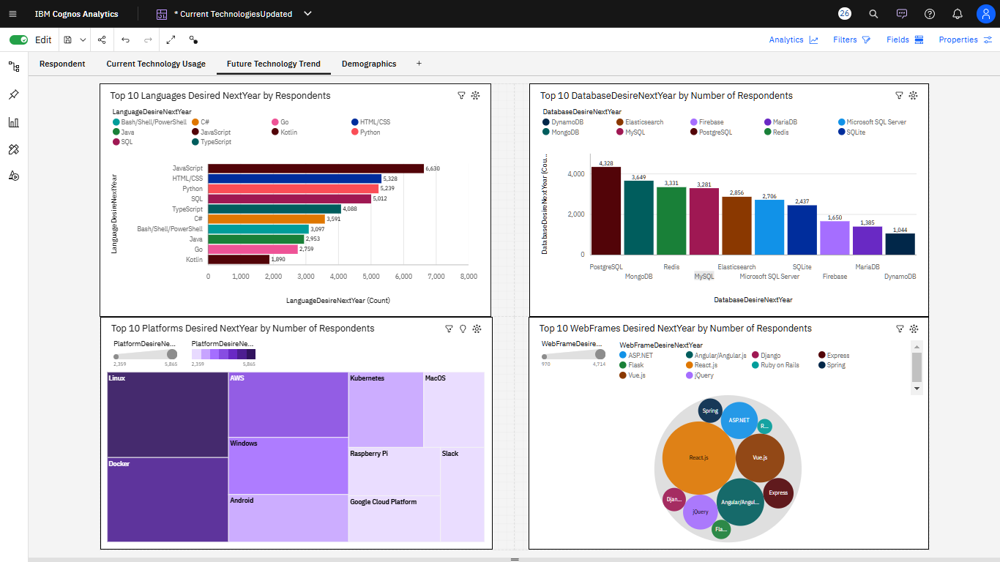 IBM Cognos Analytics
* Current TechnologiesUpdated
26
Edit
Analytics
Filters
Fields
Properties
Respondent
Current Technology Usage
Future Technology Trend
Demographics
+
Top 10 Languages Desired NextYear by Respondents
LanguageDesireNextYear
Bash/Shell/PowerShell C# Go HTML/CSS
Java JavaScript Kotlin Python
SQL TypeScript
LanguageDesireNextYear
JavaScript 6,630
HTML/CSS 5,328
Python 5,239
SQL 5,012
TypeScript 4,088
C# 3,591
Bash/Shell/PowerShell 3,097
Java 2,953
Go 2,759
Kotlin 1,890
0 1,000 2,000 3,000 4,000 5,000 6,000 7,000 8,000
LanguageDesireNextYear (Count)
Top 10 DatabaseDesireNextYear by Number of Respondents
DatabaseDesireNextYear
DynamoDB Elasticsearch Firebase MariaDB Microsoft SQL Server
MongoDB MySQL PostgreSQL Redis SQLite
DatabaseDesireNextYear (Cou...
4,000
2,000
0
4,328 3,649 3,331 3,281 2,856 2,706 2,437 1,650 1,385 1,044
PostgreSQL Redis Elasticsearch SQLite MariaDB
MongoDB MySQL Microsoft SQL Server Firebase DynamoDB
DatabaseDesireNextYear
Top 10 Platforms Desired NextYear by Number of Respondents
PlatformDesireNe... PlatformDesireNe...
2,359 5,865 2,359 5,865
Linux AWS Kubernetes MacOS
Windows
Raspberry Pi Slack
Docker
Android Google Cloud Platform
Top 10 WebFrames Desired NextYear by Number of Respondents
WebFrameDesire... WebFrameDesireNextYear
970 4,714
ASP.NET Angular/Angular.js Django Express
Flask React.js Ruby on Rails Spring
Vue.js jQuery
Spring
ASP.NET
R...
React.js
Vue.js
Express
Djan...
Angular/Angul...
jQuery
Fla...